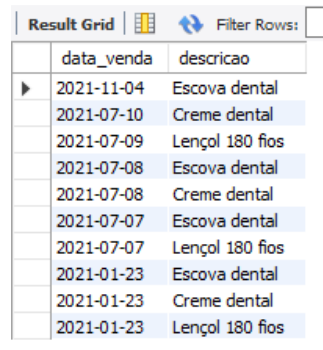 Result Grid Filter Rows:
data_venda descricao
2021-11-04 Escova dental
2021-07-10 Creme dental
2021-07-09 Lençol 180 fios
2021-07-08 Escova dental
2021-07-08 Creme dental
2021-07-07 Escova dental
2021-07-07 Lençol 180 fios
2021-01-23 Escova dental
2021-01-23 Creme dental
2021-01-23 Lençol 180 fios